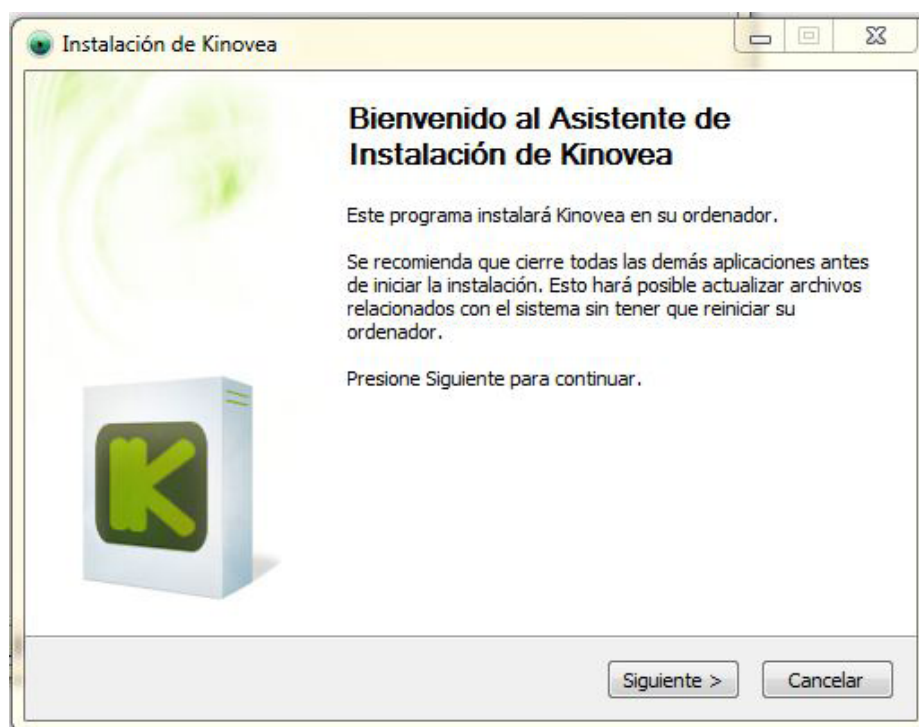 Instalación de Kinovea
Bienvenido al Asistente de
Instalación de Kinovea
Este programa instalará Kinovea en su ordenador.
Se recomienda que cierre todas las demás aplicaciones antes
de iniciar la instalación. Esto hará posible actualizar archivos
relacionados con el sistema sin tener que reiniciar su
ordenador.
Presione Siguiente para continuar.
K
Siguiente >
Cancelar